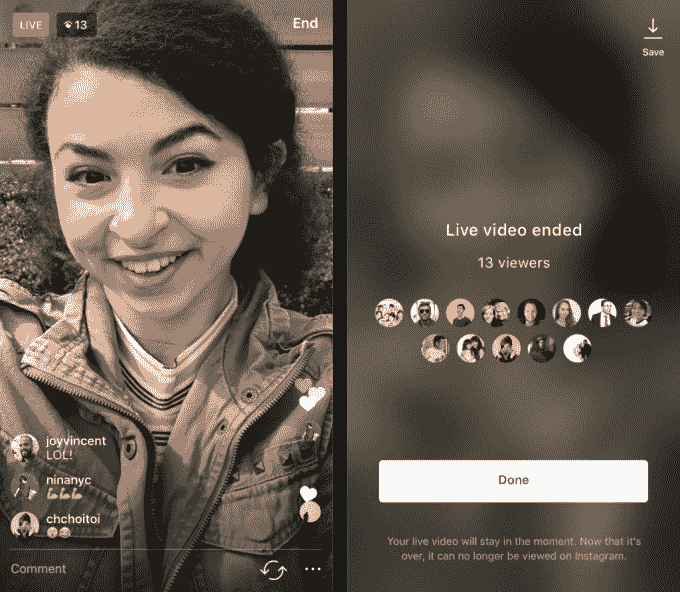 LIVE
13
End
joyvincent
LOL!
ninanyc
💪💪💪
chchoitoi
Comment
Save
Live video ended
13 viewers
Done
Your live video will stay in the moment. Now that it's
over, it can no longer be viewed on Instagram.